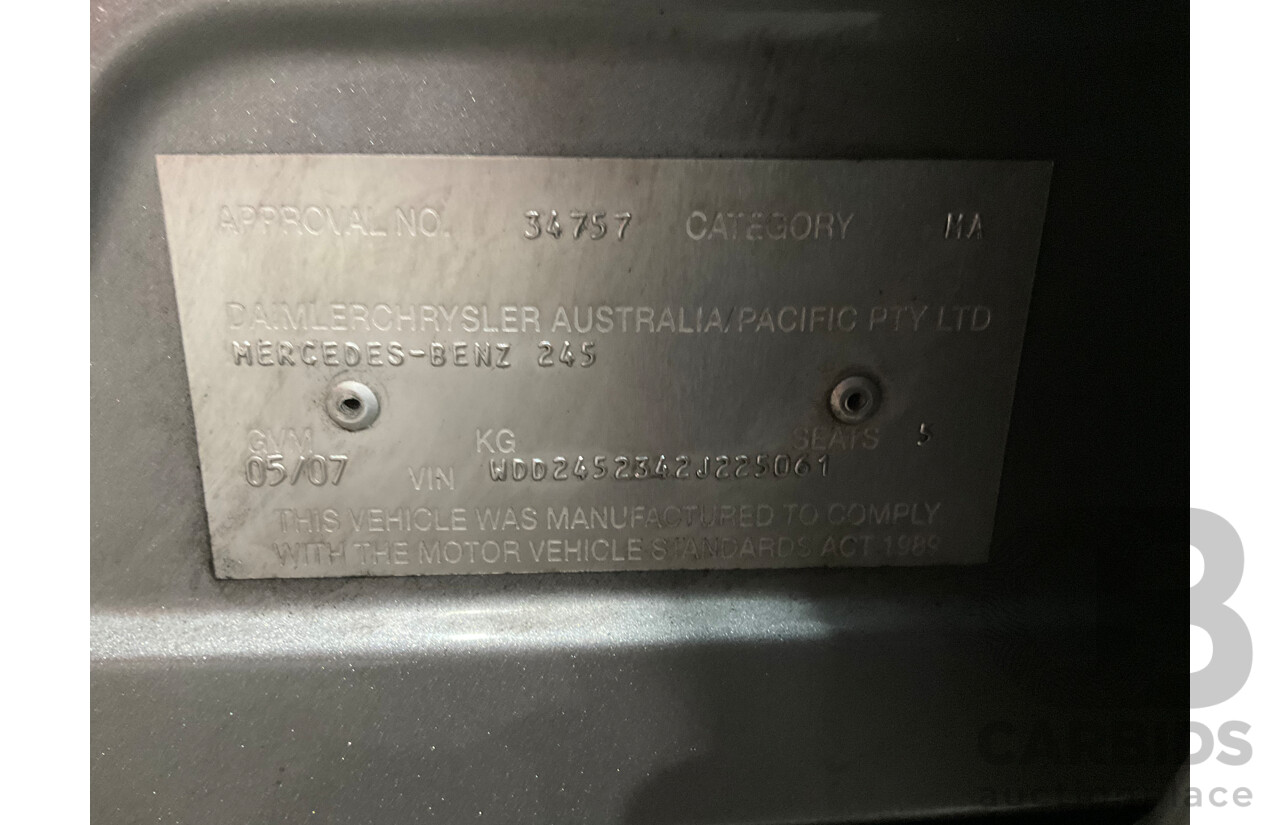 APPROVAL NO. 34757 CATEGORY MA
DAIMLERCHRYSLER AUSTRALIA/PACIFIC PTY LTD
MERCEDES-BENZ 245
GVM KG SEATS 5
05/07 VIN WDD2452342J225061
THIS VEHICLE WAS MANUFACTURED TO COMPLY
WITH THE MOTOR VEHICLE STANDARDS ACT 1989
B
CARBIDS